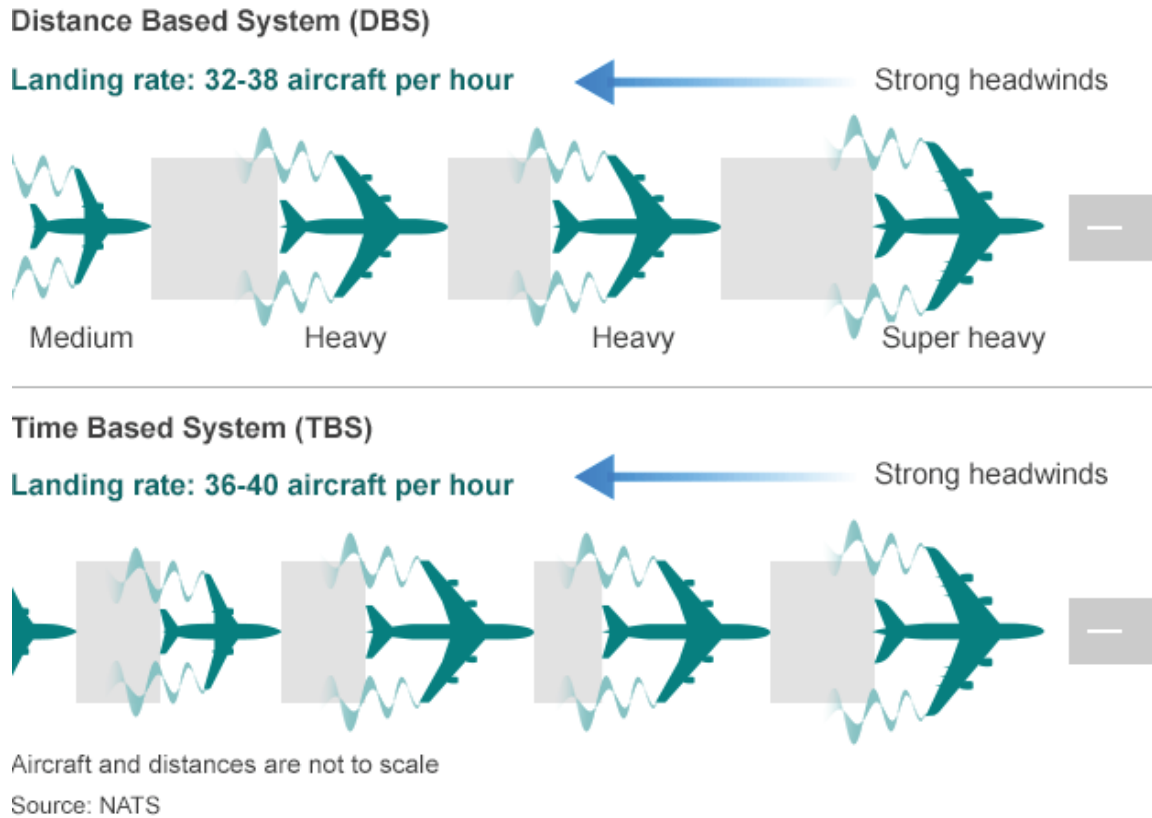 Distance Based System (DBS)
Landing rate: 32-38 aircraft per hour
Strong headwinds
Medium
Heavy
Heavy
Super heavy
Time Based System (TBS)
Landing rate: 36-40 aircraft per hour
Strong headwinds
Aircraft and distances are not to scale
Source: NATS